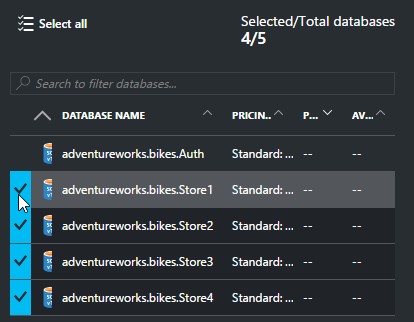 Select all
Selected/Total databases
4/5
Search to filter databases...
DATABASE NAME PRICIN... P... AV...
adventureworks.bikes.Auth Standard: ... -- --
adventureworks.bikes.Store1 Standard: ... -- --
adventureworks.bikes.Store2 Standard: ... -- --
adventureworks.bikes.Store3 Standard: ... -- --
adventureworks.bikes.Store4 Standard: ... -- --